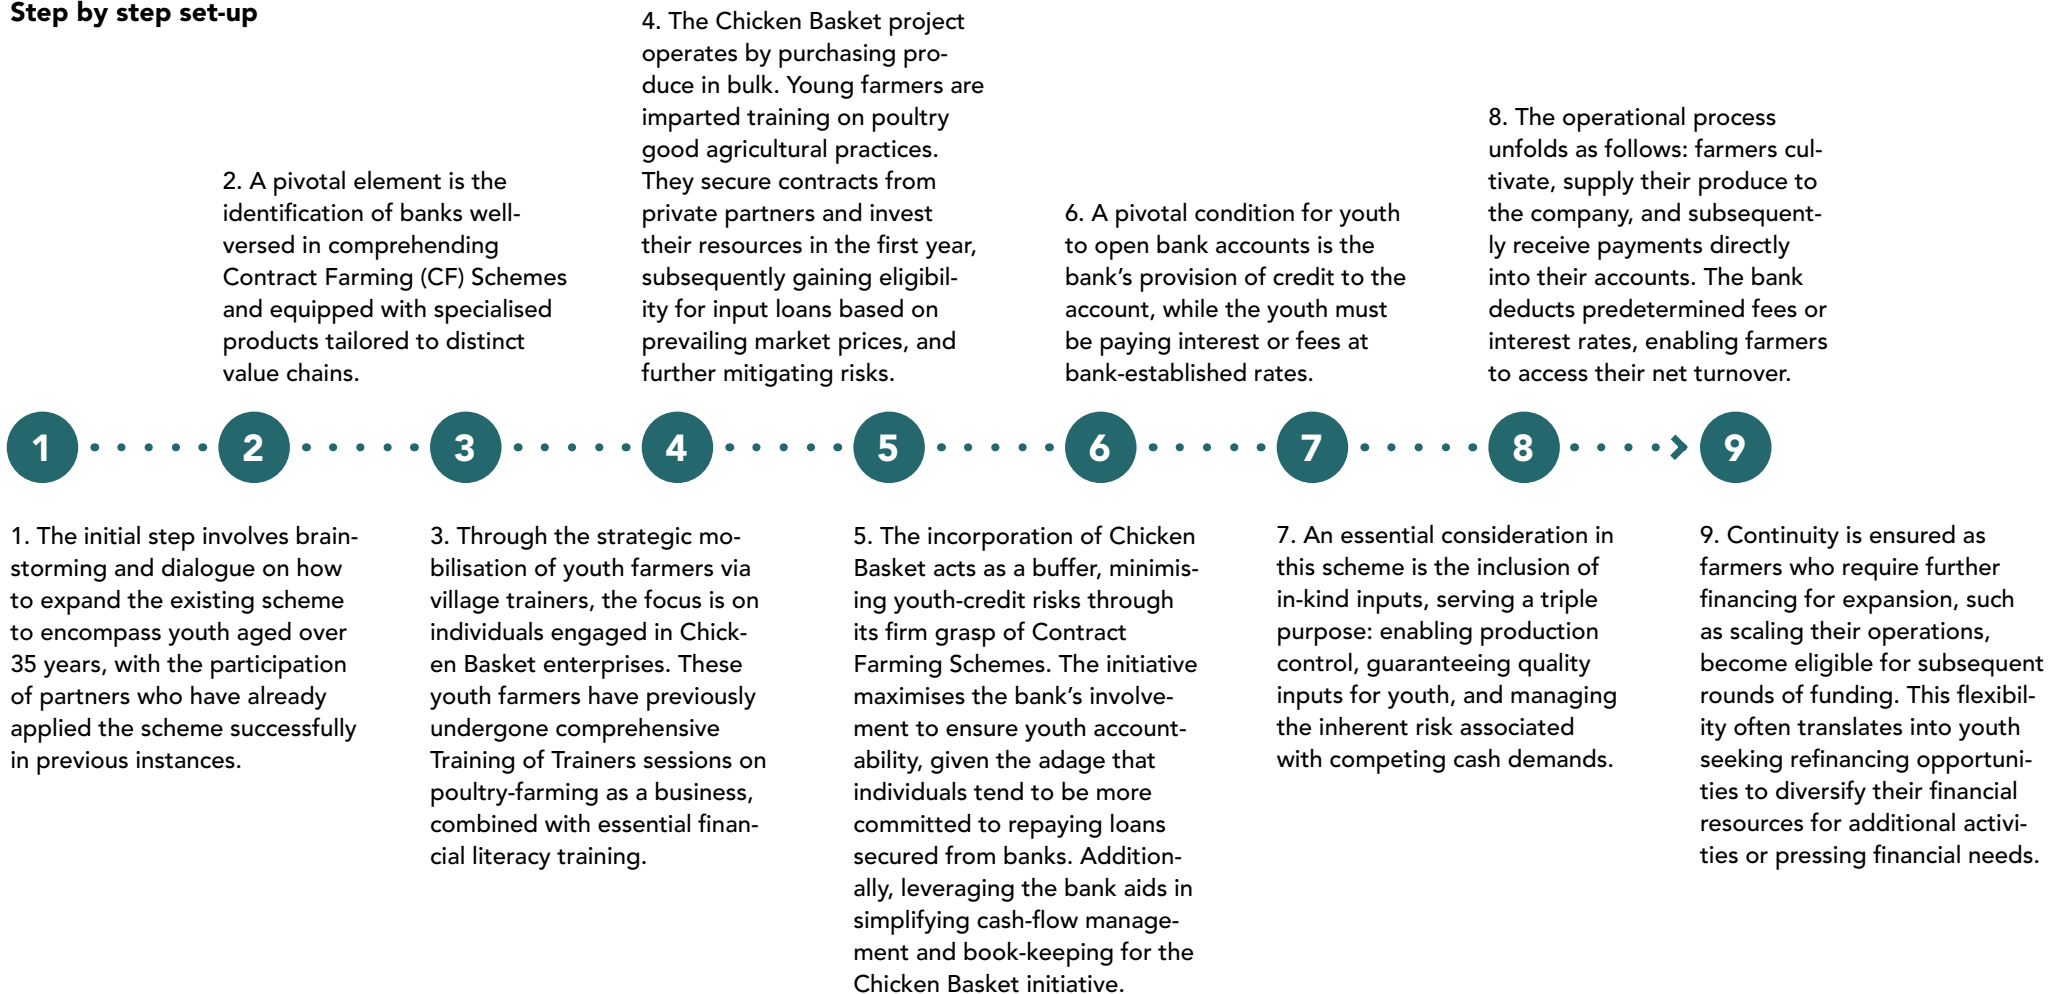 Step by step set-up
1. The initial step involves brain-
storming and dialogue on how
to expand the existing scheme
to encompass youth aged over
35 years, with the participation
of partners who have already
applied the scheme successfully
in previous instances.
2. A pivotal element is the
identification of banks well-
versed in comprehending
Contract Farming (CF) Schemes
and equipped with specialised
products tailored to distinct
value chains.
3. Through the strategic mo-
bilisation of youth farmers via
village trainers, the focus is on
individuals engaged in Chick-
en Basket enterprises. These
youth farmers have previously
undergone comprehensive
Training of Trainers sessions on
poultry-farming as a business,
combined with essential finan-
cial literacy training.
4. The Chicken Basket project
operates by purchasing pro-
duce in bulk. Young farmers are
imparted training on poultry
good agricultural practices.
They secure contracts from
private partners and invest
their resources in the first year,
subsequently gaining eligibil-
ity for input loans based on
prevailing market prices, and
further mitigating risks.
5. The incorporation of Chicken
Basket acts as a buffer, minimis-
ing youth-credit risks through
its firm grasp of Contract
Farming Schemes. The initiative
maximises the bank’s involve-
ment to ensure youth account-
ability, given the adage that
individuals tend to be more
committed to repaying loans
secured from banks. Addition-
ally, leveraging the bank aids in
simplifying cash-flow manage-
ment and book-keeping for the
Chicken Basket initiative.
6. A pivotal condition for youth
to open bank accounts is the
bank’s provision of credit to the
account, while the youth must
be paying interest or fees at
bank-established rates.
7. An essential consideration in
this scheme is the inclusion of
in-kind inputs, serving a triple
purpose: enabling production
control, guaranteeing quality
inputs for youth, and managing
the inherent risk associated
with competing cash demands.
8. The operational process
unfolds as follows: farmers cul-
tivate, supply their produce to
the company, and subsequent-
ly receive payments directly
into their accounts. The bank
deducts predetermined fees or
interest rates, enabling farmers
to access their net turnover.
9. Continuity is ensured as
farmers who require further
financing for expansion, such
as scaling their operations,
become eligible for subsequent
rounds of funding. This flexibil-
ity often translates into youth
seeking refinancing opportuni-
ties to diversify their financial
resources for additional activi-
ties or pressing financial needs.
1 2 3 4 5 6 7 8 9